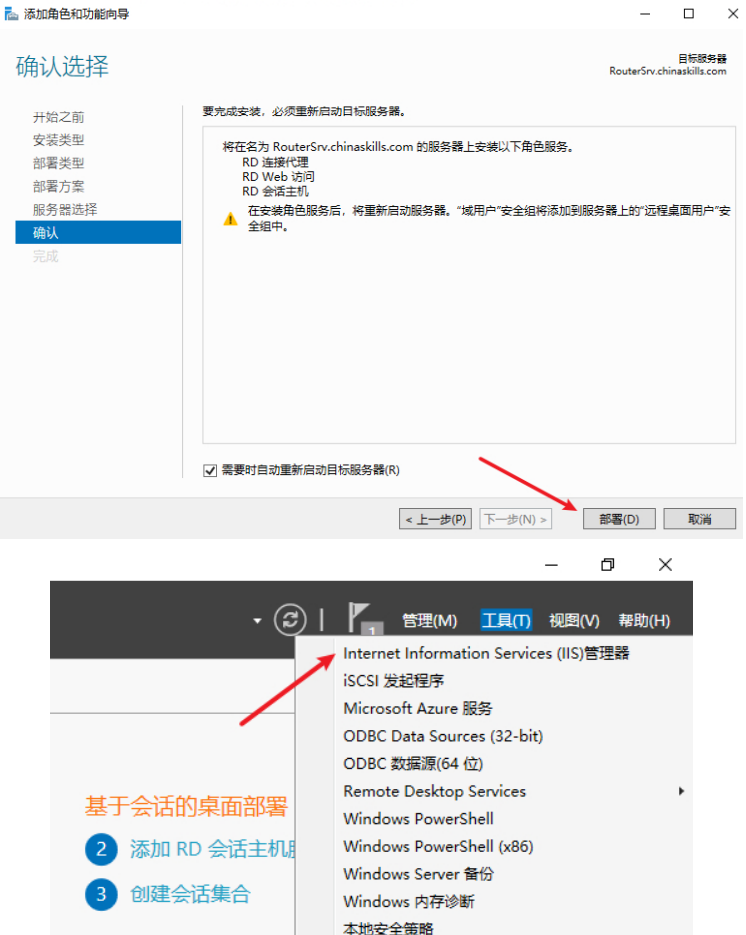 添加角色和功能向导
确认选择
目标服务器
RouterSrv.chinaskills.com
开始之前
安装类型
部署类型
部署方案
服务器选择
确认
完成
要完成安装，必须重新启动目标服务器。
将在名为 RouterSrv.chinaskills.com 的服务器上安装以下角色服务。
RD 连接代理
RD Web 访问
RD 会话主机
在安装角色服务后，将重新启动服务器。“域用户”安全组将添加到服务器上的“远程桌面用户”安
全组中。
需要时自动重新启动目标服务器(R)
< 上一步(P) 下一步(N) > 部署(D) 取消
1 管理(M) 工具(T) 视图(V) 帮助(H)
Internet Information Services (IIS)管理器
iSCSI 发起程序
Microsoft Azure 服务
ODBC Data Sources (32-bit)
ODBC 数据源(64 位)
Remote Desktop Services
Windows PowerShell
Windows PowerShell (x86)
Windows Server 备份
Windows 内存诊断
本地安全策略
基于会话的桌面部署
2 添加 RD 会话主机
3 创建会话集合